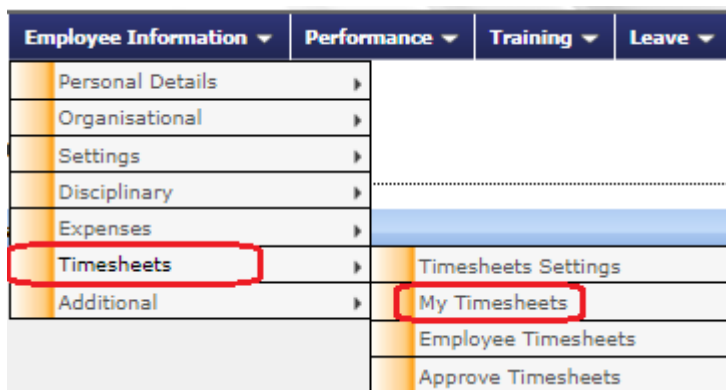 Employee Information Performance Training Leave
Personal Details
Organisational
Settings
Disciplinary
Expenses
Timesheets
Additional
Timesheets Settings
My Timesheets
Employee Timesheets
Approve Timesheets